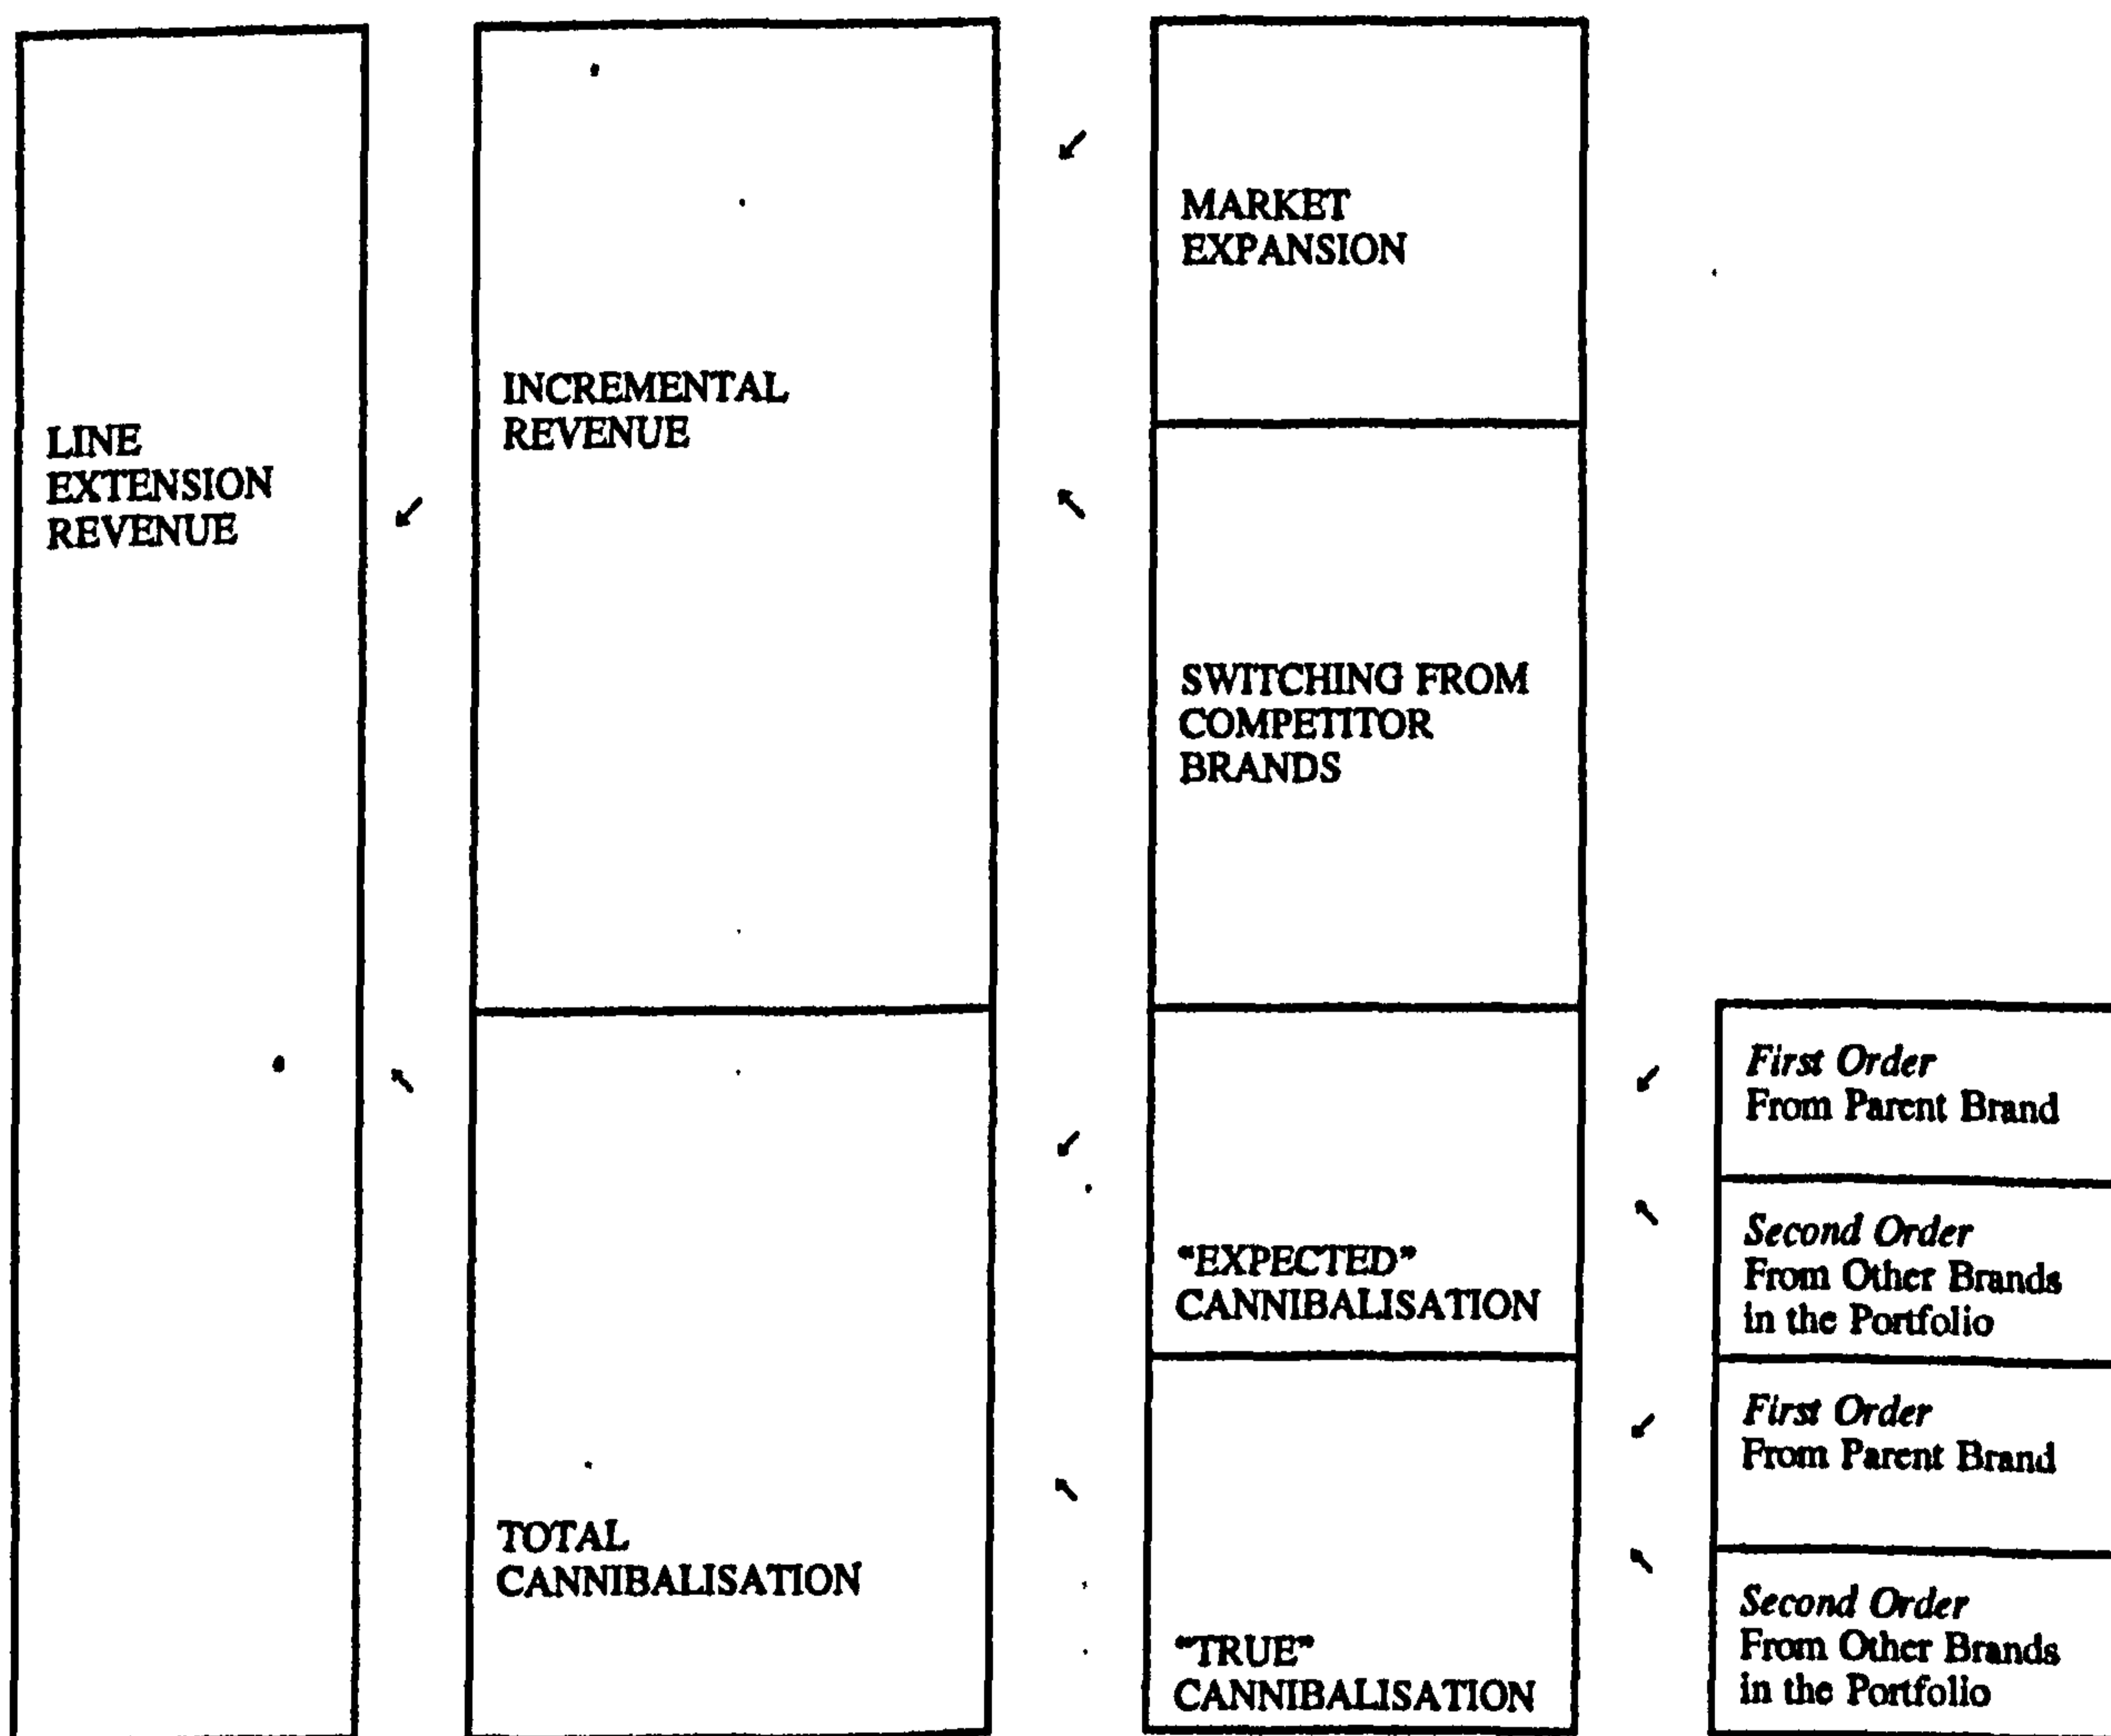 LINE
EXTENSION
REVENUE
INCREMENTAL
REVENUE
TOTAL
CANNIBALISATION
MARKET
EXPANSION
SWITCHING FROM
COMPETITOR
BRANDS
"EXPECTED"
CANNIBALISATION
"TRUE"
CANNIBALISATION
First Order
From Parent Brand
Second Order
From Other Brands
in the Portfolio
First Order
From Parent Brand
Second Order
From Other Brands
in the Portfolio